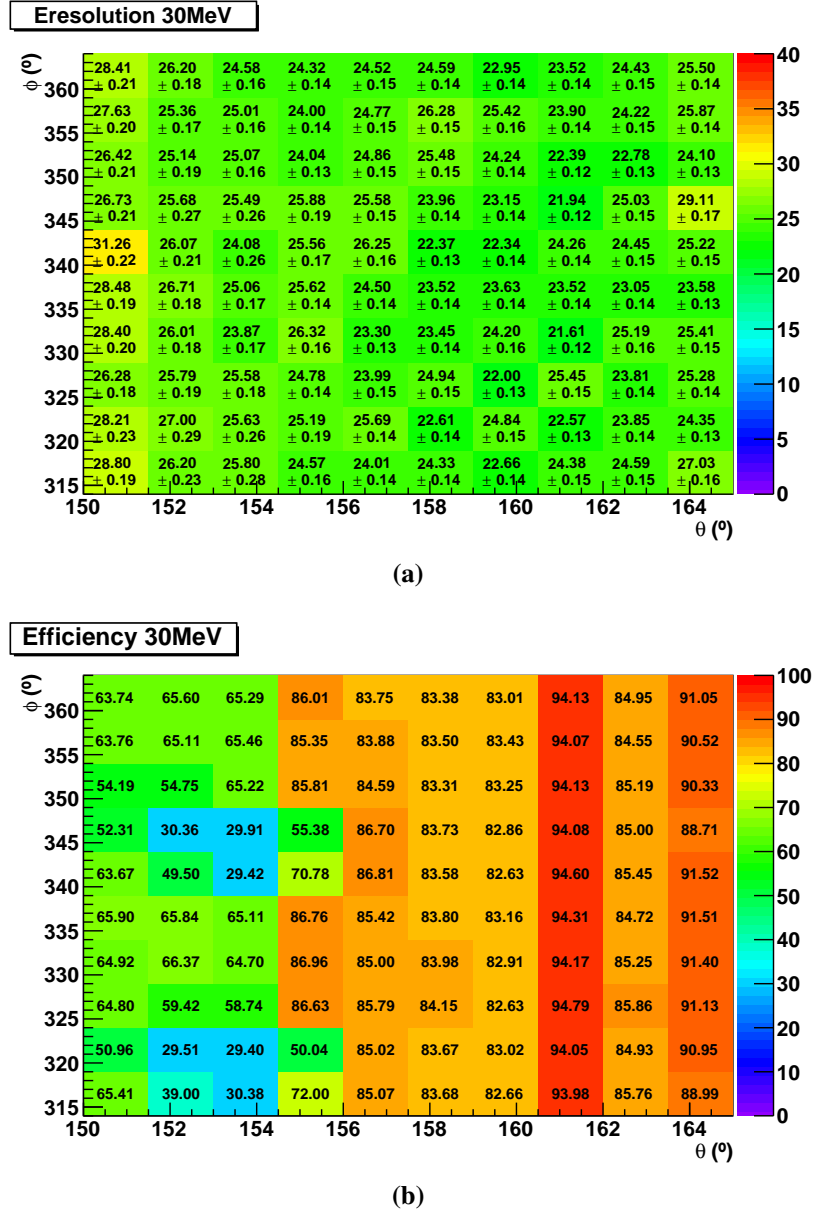 Eresolution 30MeV
φ (º)
360
355
350
345
340
335
330
325
320
315
28.41 26.20 24.58 24.32 24.52 24.59 22.95 23.52 24.43 25.50
± 0.21 ± 0.18 ± 0.16 ± 0.14 ± 0.15 ± 0.14 ± 0.14 ± 0.14 ± 0.15 ± 0.14
27.63 25.36 25.01 24.00 24.77 26.28 25.42 23.90 24.22 25.87
± 0.20 ± 0.17 ± 0.16 ± 0.14 ± 0.15 ± 0.15 ± 0.16 ± 0.14 ± 0.15 ± 0.14
26.42 25.14 25.07 24.04 24.86 25.48 24.24 22.39 22.78 24.10
± 0.21 ± 0.19 ± 0.16 ± 0.13 ± 0.15 ± 0.15 ± 0.14 ± 0.12 ± 0.13 ± 0.13
26.73 25.68 25.49 25.88 25.58 23.96 23.15 21.94 25.03 29.11
± 0.21 ± 0.27 ± 0.26 ± 0.19 ± 0.15 ± 0.14 ± 0.14 ± 0.12 ± 0.15 ± 0.17
31.26 26.07 24.08 25.56 26.25 22.37 22.34 24.26 24.45 25.22
± 0.22 ± 0.21 ± 0.26 ± 0.17 ± 0.16 ± 0.13 ± 0.14 ± 0.14 ± 0.15 ± 0.15
28.48 26.71 25.06 25.62 24.50 23.52 23.63 23.52 23.05 23.58
± 0.19 ± 0.18 ± 0.17 ± 0.14 ± 0.14 ± 0.14 ± 0.14 ± 0.14 ± 0.14 ± 0.13
28.40 26.01 23.87 26.32 23.30 23.45 24.20 21.61 25.19 25.41
± 0.20 ± 0.18 ± 0.17 ± 0.16 ± 0.13 ± 0.14 ± 0.16 ± 0.12 ± 0.16 ± 0.15
26.28 25.79 25.58 24.78 23.99 24.94 22.00 25.45 23.81 25.28
± 0.18 ± 0.19 ± 0.18 ± 0.14 ± 0.15 ± 0.15 ± 0.13 ± 0.15 ± 0.14 ± 0.14
28.21 27.00 25.63 25.19 25.69 22.61 24.84 22.57 23.85 24.35
± 0.23 ± 0.29 ± 0.26 ± 0.19 ± 0.14 ± 0.14 ± 0.15 ± 0.13 ± 0.14 ± 0.13
28.80 26.20 25.80 24.57 24.01 24.33 22.66 24.38 24.59 27.03
± 0.19 ± 0.23 ± 0.28 ± 0.16 ± 0.14 ± 0.14 ± 0.14 ± 0.15 ± 0.15 ± 0.16
150 152 154 156 158 160 162 164
θ (º)
40
35
30
25
20
15
10
5
0
(a)
Efficiency 30MeV
φ (º)
360
355
350
345
340
335
330
325
320
315
63.74 65.60 65.29 86.01 83.75 83.38 83.01 94.13 84.95 91.05
63.76 65.11 65.46 85.35 83.88 83.50 83.43 94.07 84.55 90.52
54.19 54.75 65.22 85.81 84.59 83.31 83.25 94.13 85.19 90.33
52.31 30.36 29.91 55.38 86.70 83.73 82.86 94.08 85.00 88.71
63.67 49.50 29.42 70.78 86.81 83.58 82.63 94.60 85.45 91.52
65.90 65.84 65.11 86.76 85.42 83.80 83.16 94.31 84.72 91.51
64.92 66.37 64.70 86.96 85.00 83.98 82.91 94.17 85.25 91.40
64.80 59.42 58.74 86.63 85.79 84.15 82.63 94.79 85.86 91.13
50.96 29.51 29.40 50.04 85.02 83.67 83.02 94.05 84.93 90.95
65.41 39.00 30.38 72.00 85.07 83.68 82.66 93.98 85.76 88.99
150 152 154 156 158 160 162 164
θ (º)
100
90
80
70
60
50
40
30
20
10
0
(b)